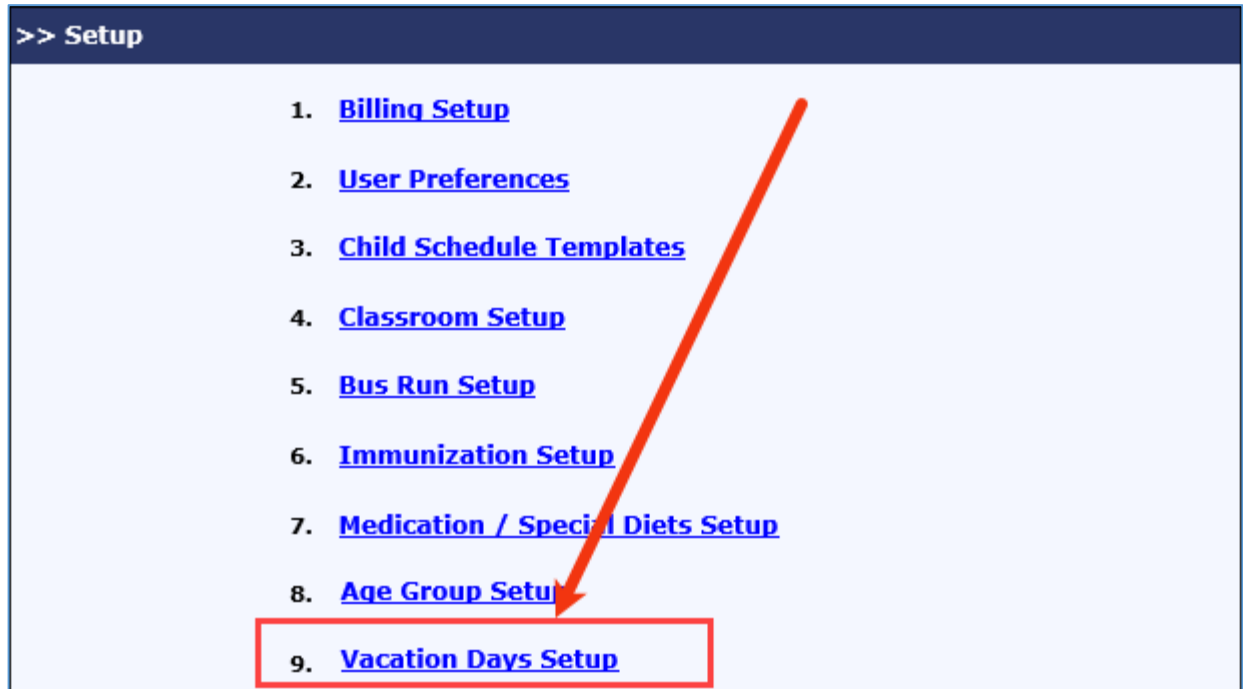 >> Setup
1. Billing Setup
2. User Preferences
3. Child Schedule Templates
4. Classroom Setup
5. Bus Run Setup
6. Immunization Setup
7. Medication / Special Diets Setup
8. Age Group Setup
9. Vacation Days Setup